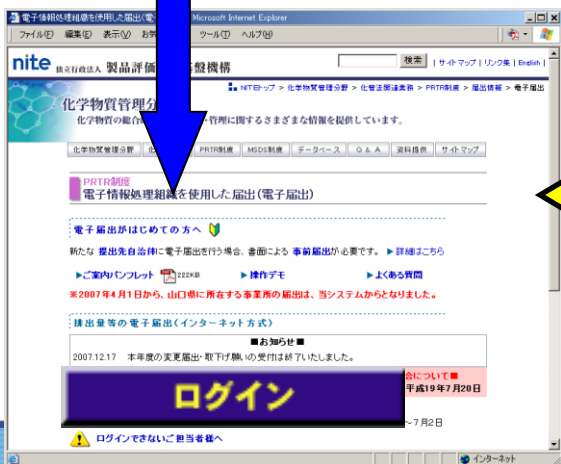 電子情報処理組織を使用した届出(電 Microsoft Internet Explorer
ファイル(F) 編集(E) 表示(V) お気 ツール(T) ヘルプ(H)
nite 独立行政法人 製品評価 盤機構 検索 | サイトマップ | リンク集 | English |
NITEトップ > 化学物質管理分野 > 化管法関連業務 > PRTR制度 > 届出情報 > 電子届出
化学物質管理分
化学物質の総合 管理に関するさまざまな情報を提供しています。
化学物質管理分野 PRTR制度 MSDS制度 データベース Q & A 資料提供 サイトマップ
PRTR制度
電子情報処理組織を使用した届出(電子届出)
電子届出がはじめての方へ
新たな 提出先自治体に電子届出を行う場合、書面による 事前届出が必要です。 ▶詳細はこちら
▶ご案内パンフレット 222KB ▶操作デモ ▶よくある質問
※2007年4月1日から、山口県に所在する事業所の届出は、当システムからとなりました。
排出量等の電子届出(インターネット方式)
■お知らせ■
2007.12.17 本年度の変更届出・取下げ願いの受付は終了いたしました。
合について■
平成19年7月20日
ログイン
~7月2日
ログインできないご担当者様へ
インターネット